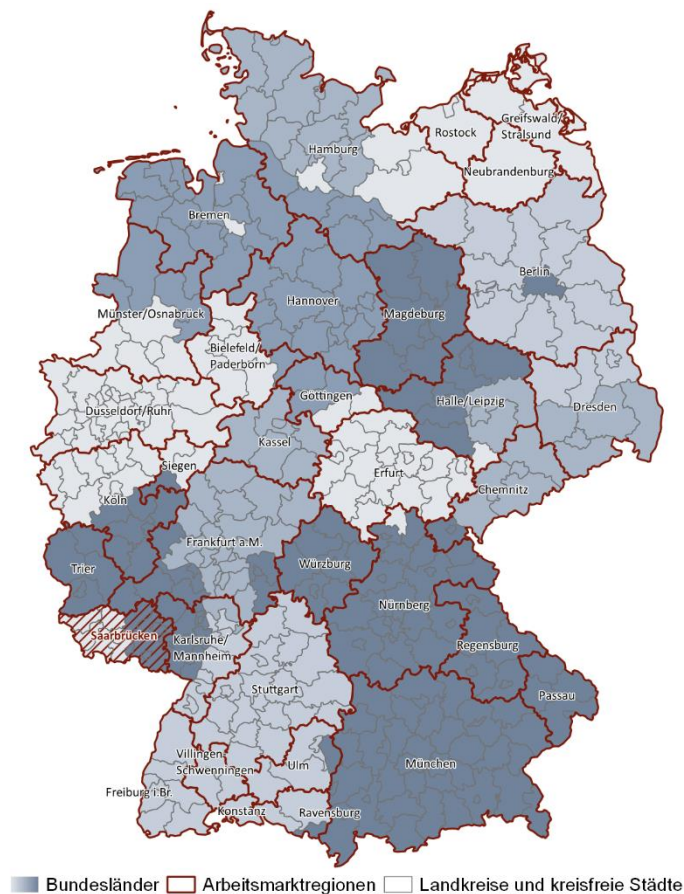 Greifswald/
Stralsund
Rostock
Hamburg
Neubrandenburg
Bremen
Berlin
Hannover
Münster/Osnabrück
Magdeburg
Bielefeld/
Paderborn
Göttingen
Halle/Leipzig
Dresden
Düsseldorf/Ruhr
Kassel
Siegen
Erfurt
Köln
Chemnitz
Frankfurt a.M.
Trier
Würzburg
Nürnberg
Saarbrücken
Karlsruhe/
Mannheim
Regensburg
Stuttgart
Passau
Villingen
Schwenningen
Ulm
München
Freiburg i.Br.
Konstanz
Ravensburg
Bundesländer Arbeitsmarktregionen Landkreise und kreisfreie Städte